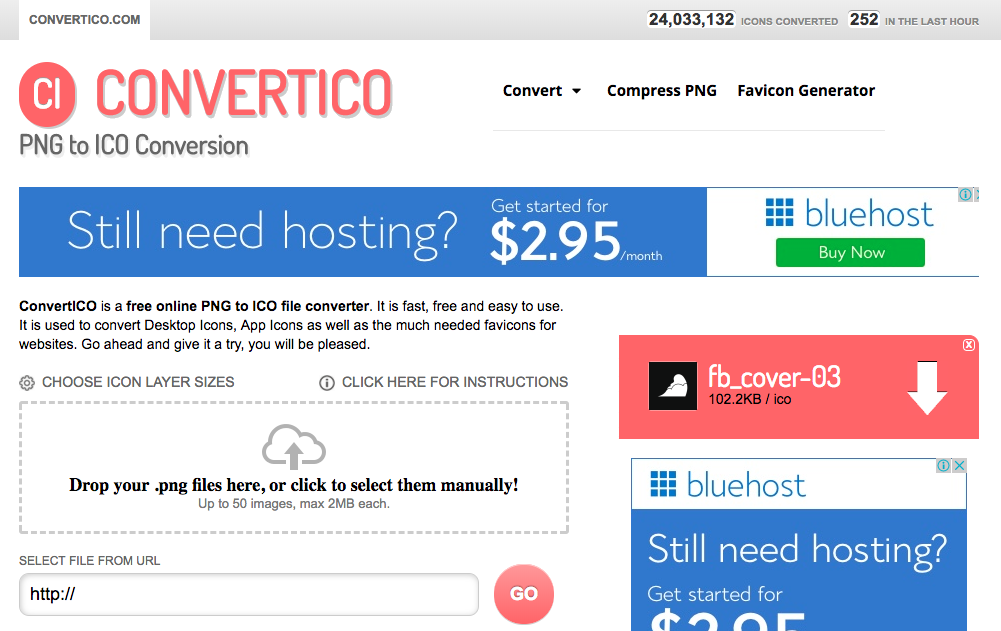 CONVERTICO.COM
24,033,132 ICONS CONVERTED 252 IN THE LAST HOUR
CI CONVERTICO
PNG to ICO Conversion
Convert Compress PNG Favicon Generator
Still need hosting?
Get started for
$2.95/month
bluehost
Buy Now
ConvertICO is a free online PNG to ICO file converter. It is fast, free and easy to use.
It is used to convert Desktop Icons, App Icons as well as the much needed favicons for
websites. Go ahead and give it a try, you will be pleased.
CHOOSE ICON LAYER SIZES
CLICK HERE FOR INSTRUCTIONS
Drop your .png files here, or click to select them manually!
Up to 50 images, max 2MB each.
SELECT FILE FROM URL
http://
GO
fb_cover-03
102.2KB / ico
bluehost
Still need hosting?
Get started for
$2.95